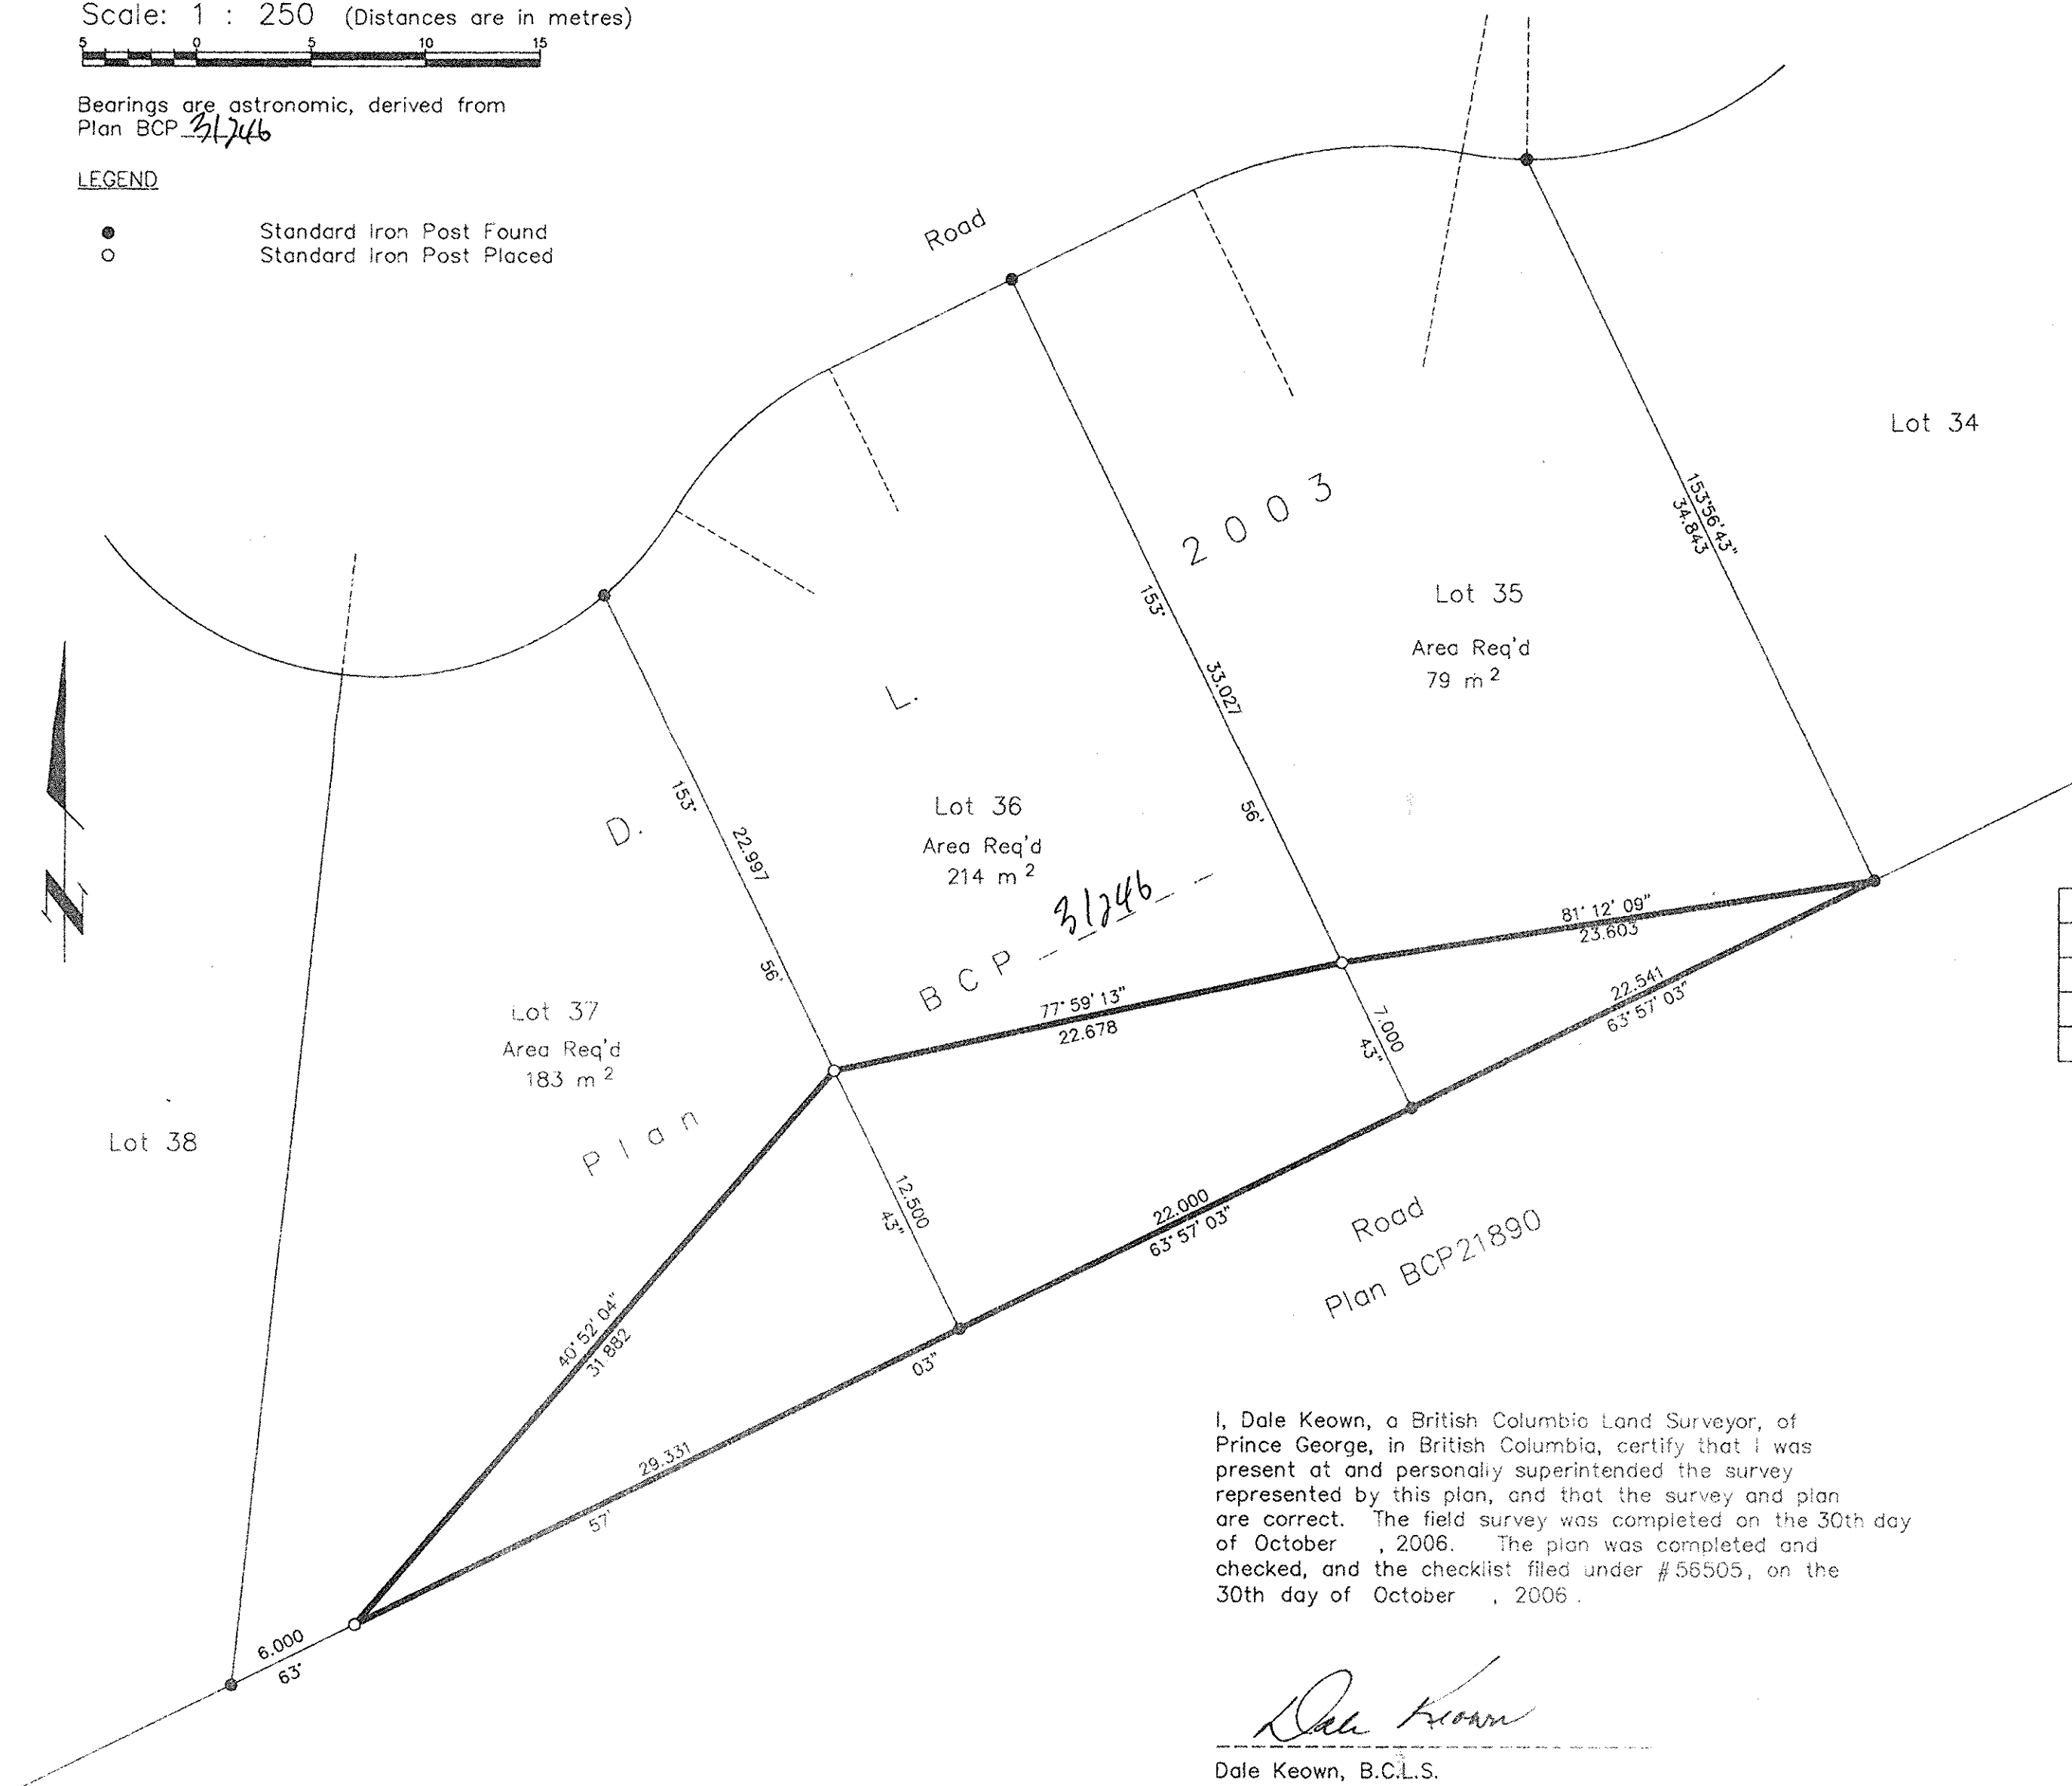 Scale: 1 : 250 (Distances are in metres)
5 0 5 10 15
Bearings are astronomic, derived from
Plan BCP 31246
LEGEND
Standard Iron Post Found
Standard Iron Post Placed
Road
Lot 34
2003
153°56'43"
34.843
153°
33.027
56'
Lot 35
Area Req'd
79 m²
L.
D.
153°
22.997
56'
Lot 36
Area Req'd
214 m²
BCP 31246
81° 12' 09"
23.603
22.541
63° 57' 03"
77° 59' 13"
22.678
7.000
43"
Lot 37
Area Req'd
183 m²
Plan
Lot 38
N
12.500
43"
22.000
63° 57' 03"
Road
Plan BCP21890
40° 52' 04"
31.882
03"
29.331
57'
6.000
63°
I, Dale Keown, a British Columbia Land Surveyor, of
Prince George, in British Columbia, certify that I was
present at and personally superintended the survey
represented by this plan, and that the survey and plan
are correct. The field survey was completed on the 30th day
of October , 2006. The plan was completed and
checked, and the checklist filed under #56505, on the
30th day of October , 2006.
Dale Keown
Dale Keown, B.C.L.S.